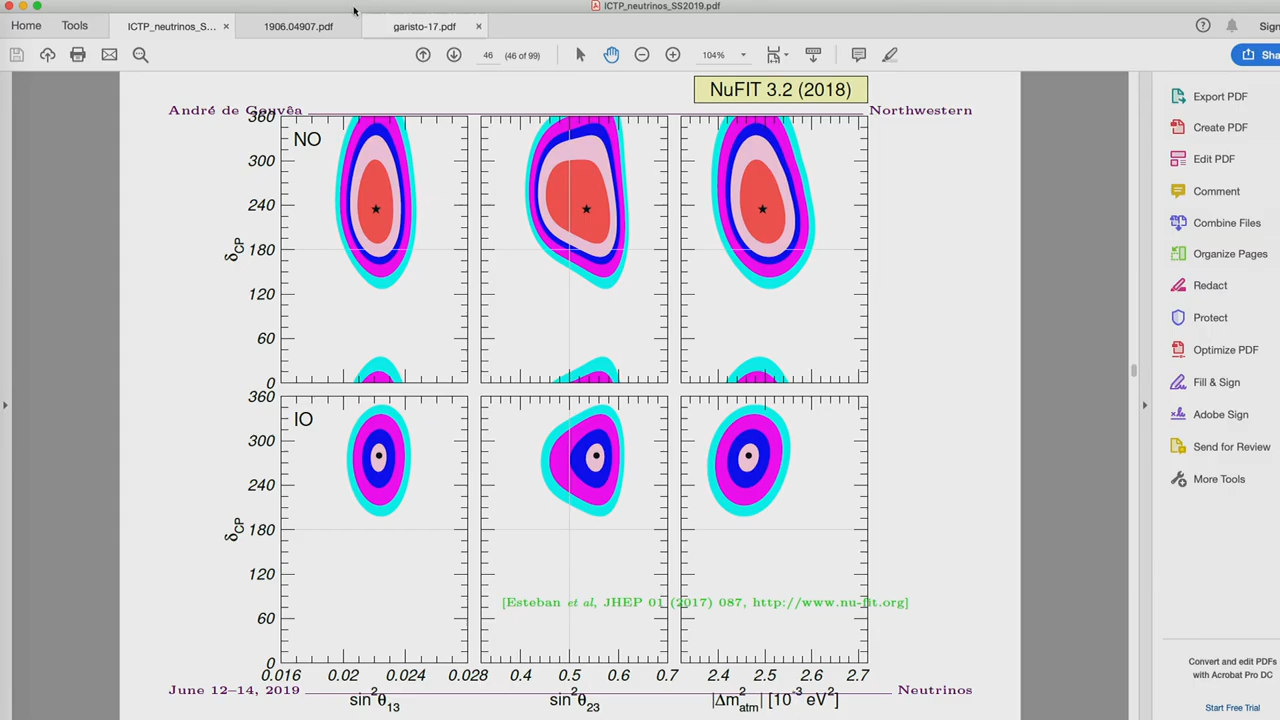 ICTP_neutrinos_SS2019.pdf
Home Tools ICTP_neutrinos_S... × 1906.04907.pdf garisto-17.pdf × Sign
46 (46 of 99) 104% Sha
NuFIT 3.2 (2018)
André de Gouvêa Northwestern
360
NO
300
240
180
δCP
120
60
0
360
IO
300
240
180
δCP
120
60
0
[Esteban et al, JHEP 01 (2017) 087, http://www.nu-fit.org]
0.016 0.02 0.024 0.028 0.4 0.5 0.6 0.7 2.4 2.5 2.6 2.7
June 12–14, 2019 Neutrinos
sin²θ13 sin²θ23 |Δm²atm| [10⁻³ eV²]
Export PDF
Create PDF
Edit PDF
Comment
Combine Files
Organize Pages
Redact
Protect
Optimize PDF
Fill & Sign
Adobe Sign
Send for Review
More Tools
Convert and edit PDFs
with Acrobat Pro DC
Start Free Trial